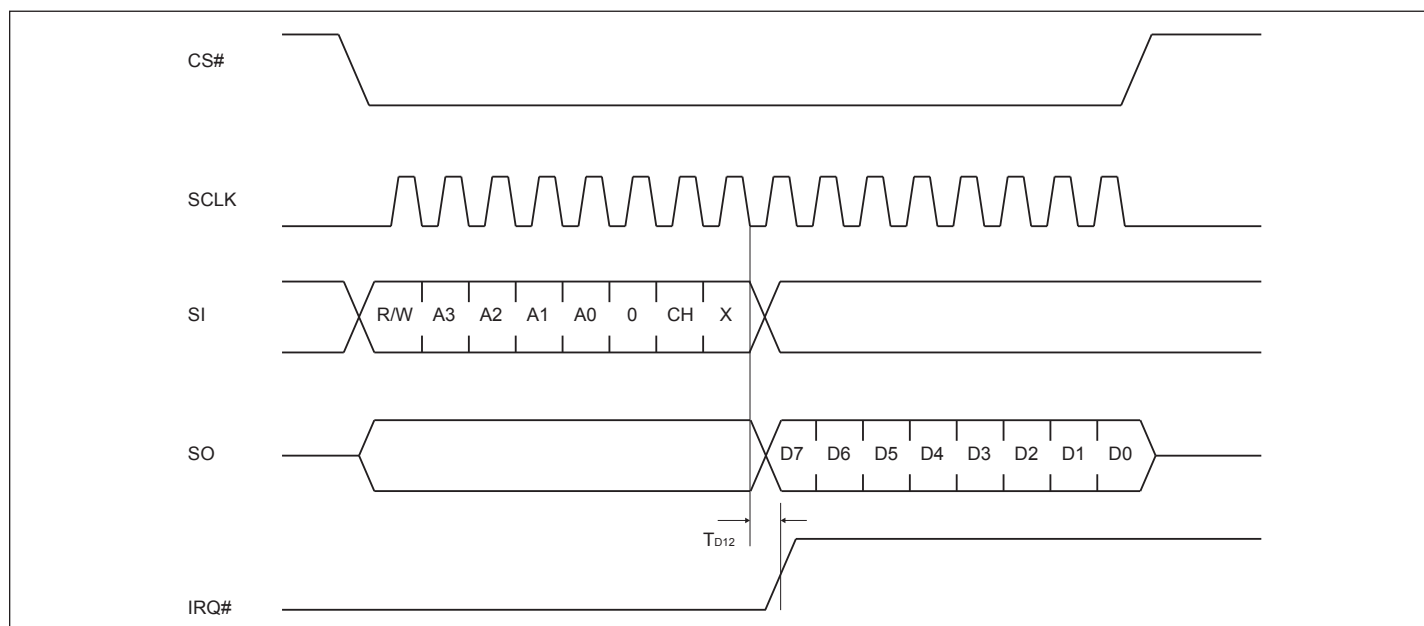 CS#
SCLK
SI
R/W A3 A2 A1 A0 0 CH X
SO
D7 D6 D5 D4 D3 D2 D1 D0
TD12
IRQ#